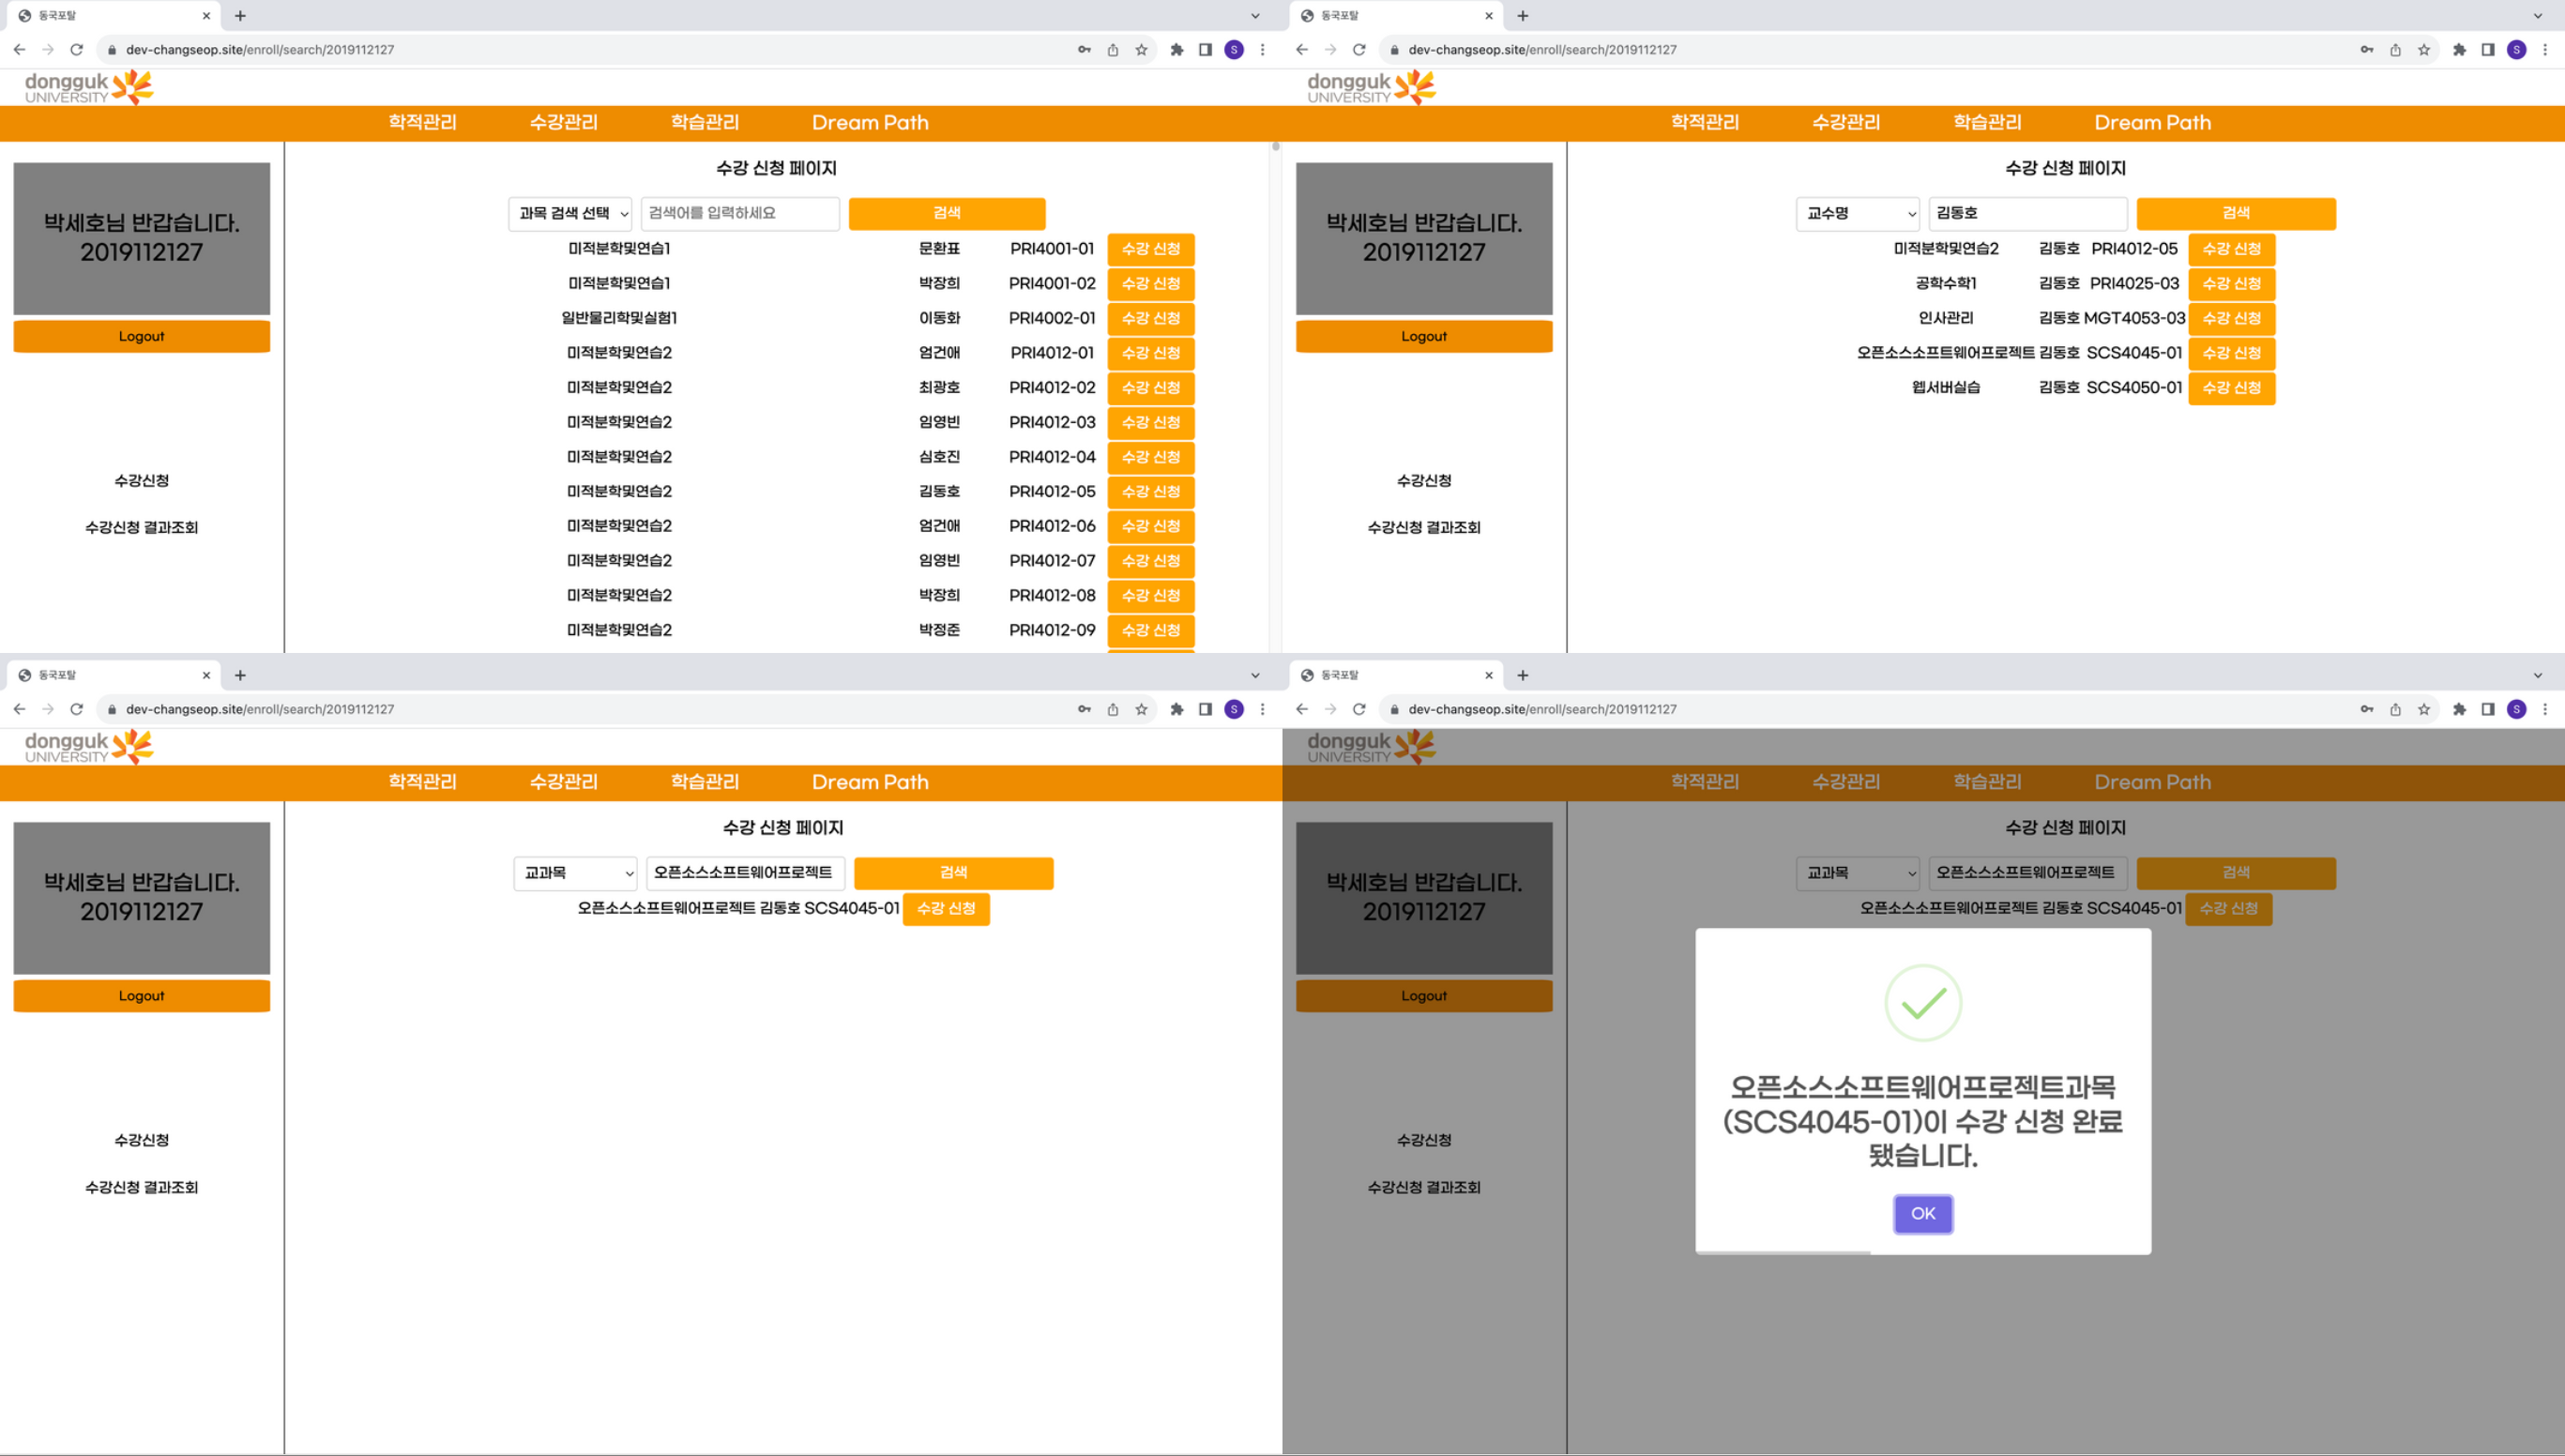 동국포탈
dev-changseop.site/enroll/search/2019112127
S
dongguk
UNIVERSITY
학적관리 수강관리 학습관리 Dream Path
박세호님 반갑습니다.
2019112127
Logout
수강신청
수강신청 결과조회
수강 신청 페이지
과목 검색 선택 검색어를 입력하세요 검색
미적분학및연습1 문환표 PRI4001-01 수강 신청
미적분학및연습1 박장희 PRI4001-02 수강 신청
일반물리학및실험1 이동화 PRI4002-01 수강 신청
미적분학및연습2 엄건애 PRI4012-01 수강 신청
미적분학및연습2 최광호 PRI4012-02 수강 신청
미적분학및연습2 임영빈 PRI4012-03 수강 신청
미적분학및연습2 심호진 PRI4012-04 수강 신청
미적분학및연습2 김동호 PRI4012-05 수강 신청
미적분학및연습2 엄건애 PRI4012-06 수강 신청
미적분학및연습2 임영빈 PRI4012-07 수강 신청
미적분학및연습2 박장희 PRI4012-08 수강 신청
미적분학및연습2 박정준 PRI4012-09 수강 신청
동국포탈
dev-changseop.site/enroll/search/2019112127
S
dongguk
UNIVERSITY
학적관리 수강관리 학습관리 Dream Path
박세호님 반갑습니다.
2019112127
Logout
수강신청
수강신청 결과조회
수강 신청 페이지
교수명 김동호 검색
미적분학및연습2 김동호 PRI4012-05 수강 신청
공학수학1 김동호 PRI4025-03 수강 신청
인사관리 김동호 MGT4053-03 수강 신청
오픈소스소프트웨어프로젝트 김동호 SCS4045-01 수강 신청
웹서버실습 김동호 SCS4050-01 수강 신청
동국포탈
dev-changseop.site/enroll/search/2019112127
S
dongguk
UNIVERSITY
학적관리 수강관리 학습관리 Dream Path
박세호님 반갑습니다.
2019112127
Logout
수강신청
수강신청 결과조회
수강 신청 페이지
교과목 오픈소스소프트웨어프로젝트 검색
오픈소스소프트웨어프로젝트 김동호 SCS4045-01 수강 신청
동국포탈
dev-changseop.site/enroll/search/2019112127
S
dongguk
UNIVERSITY
학적관리 수강관리 학습관리 Dream Path
박세호님 반갑습니다.
2019112127
Logout
수강신청
수강신청 결과조회
수강 신청 페이지
교과목 오픈소스소프트웨어프로젝트 검색
오픈소스소프트웨어프로젝트 김동호 SCS4045-01 수강 신청
오픈소스소프트웨어프로젝트과목
(SCS4045-01)이 수강 신청 완료
됐습니다.
OK